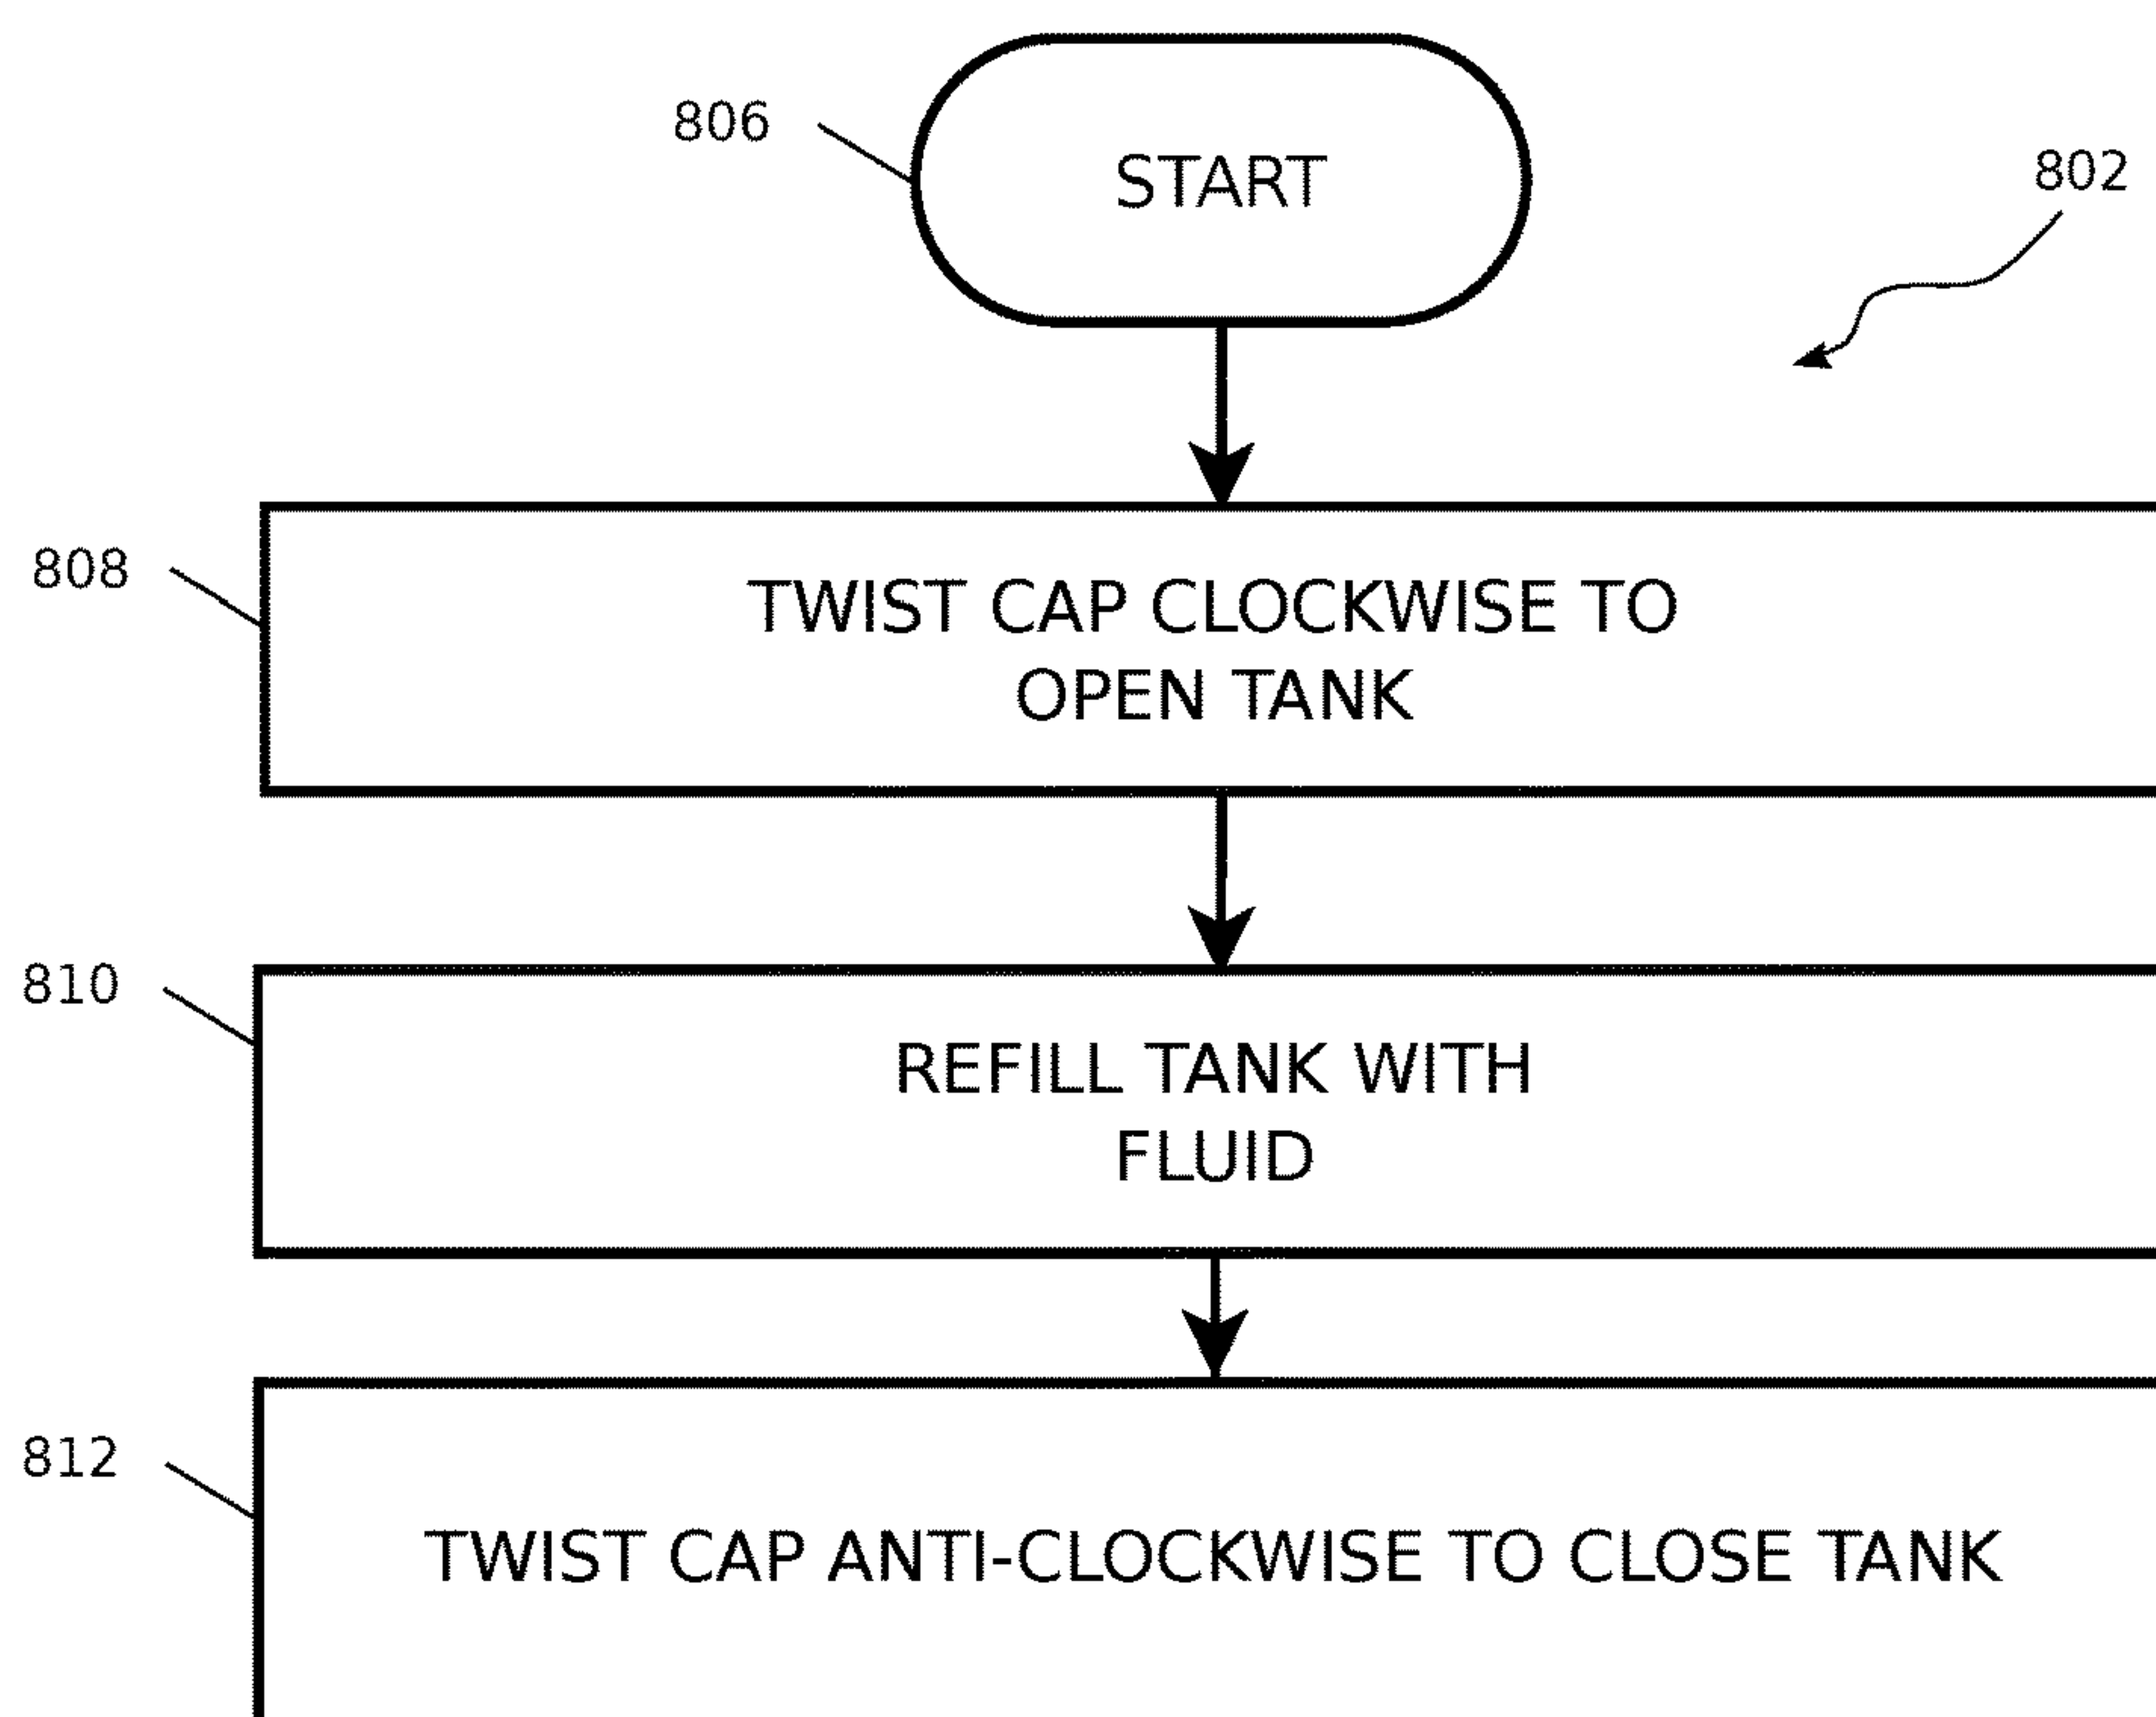 806
START
802
808
TWIST CAP CLOCKWISE TO
OPEN TANK
810
REFILL TANK WITH
FLUID
812
TWIST CAP ANTI-CLOCKWISE TO CLOSE TANK